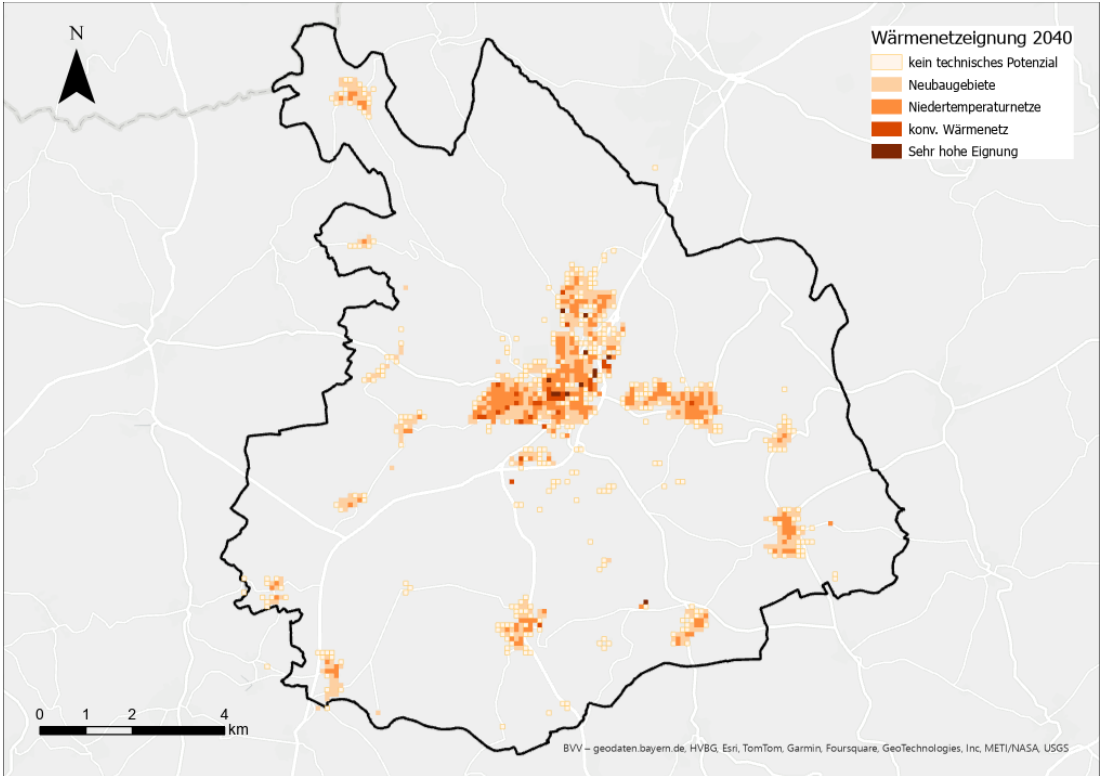 N
Wärmenetzeignung 2040
kein technisches Potenzial
Neubaugebiete
Niedertemperaturnetze
konv. Wärmenetz
Sehr hohe Eignung
0 1 2 4
km
BVV – geodaten.bayern.de, HVBG, Esri, TomTom, Garmin, Foursquare, GeoTechnologies, Inc, METI/NASA, USGS